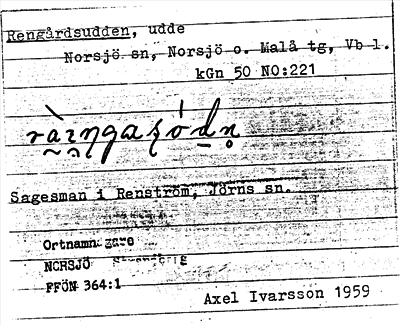 Rengårdsudden, udde
Norsjö sn, Norsjö o. Malå tg, Vb l.
kGn 50 NO:221
Sagesman i Renström, Jörns sn.
Ortnamn
NORSJÖ
FFÖN 364:1
Axel Ivarsson 1959